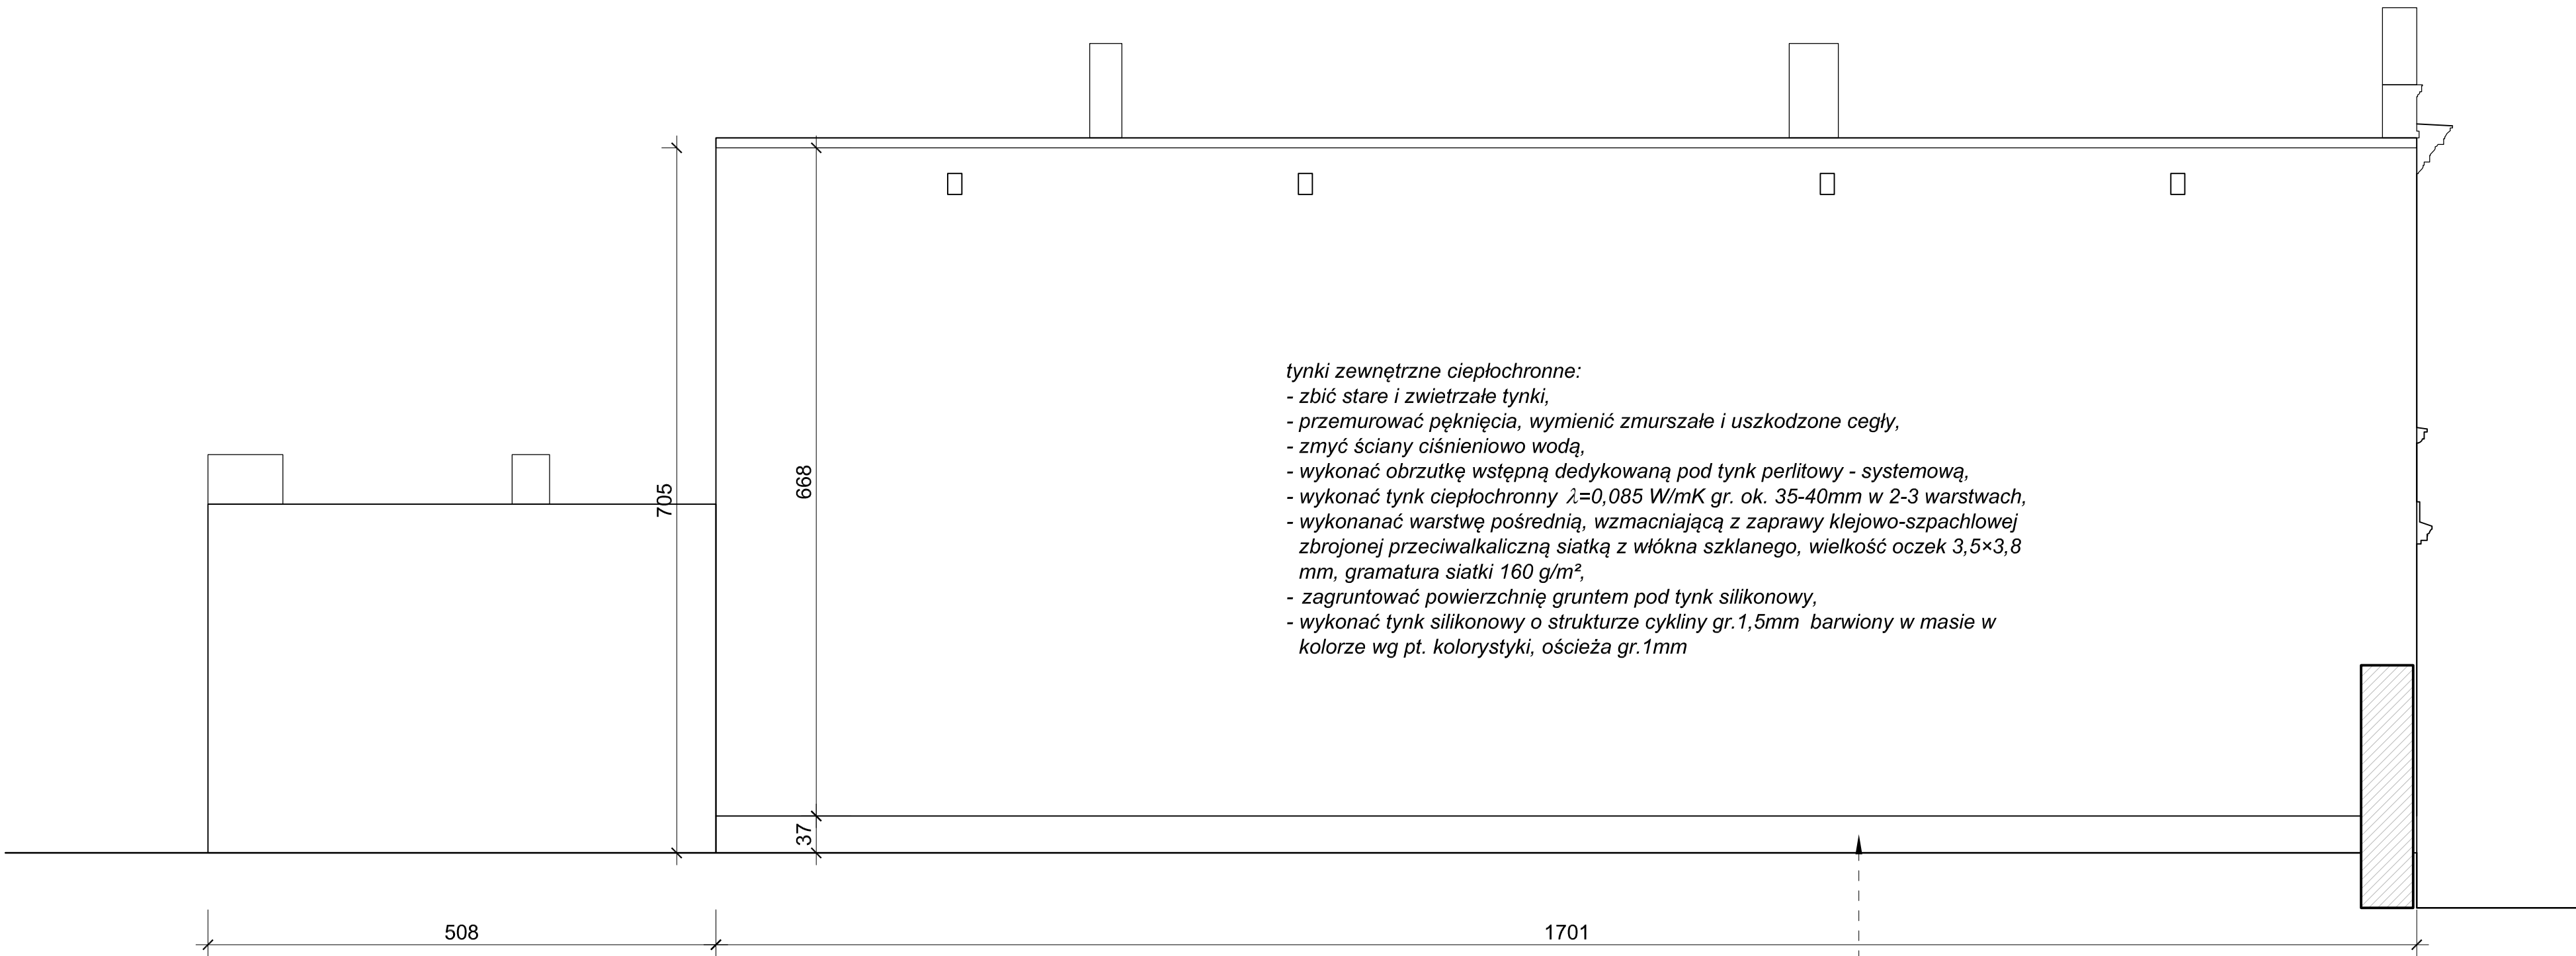 tynki zewnętrzne ciepłochronne:
- zbić stare i zwietrzałe tynki,
- przemurować pęknięcia, wymienić zmurszałe i uszkodzone cegły,
- zmyć ściany ciśnieniowo wodą,
- wykonać obrzutkę wstępną dedykowaną pod tynk perlitowy - systemową,
- wykonać tynk ciepłochronny λ=0,085 W/mK gr. ok. 35-40mm w 2-3 warstwach,
- wykonanać warstwę pośrednią, wzmacniającą z zaprawy klejowo-szpachlowej
zbrojonej przeciwalkaliczną siatką z włókna szklanego, wielkość oczek 3,5×3,8
mm, gramatura siatki 160 g/m²,
- zagruntować powierzchnię gruntem pod tynk silikonowy,
- wykonać tynk silikonowy o strukturze cykliny gr.1,5mm barwiony w masie w
kolorze wg pt. kolorystyki, ościeża gr.1mm
705
668
37
508
1701